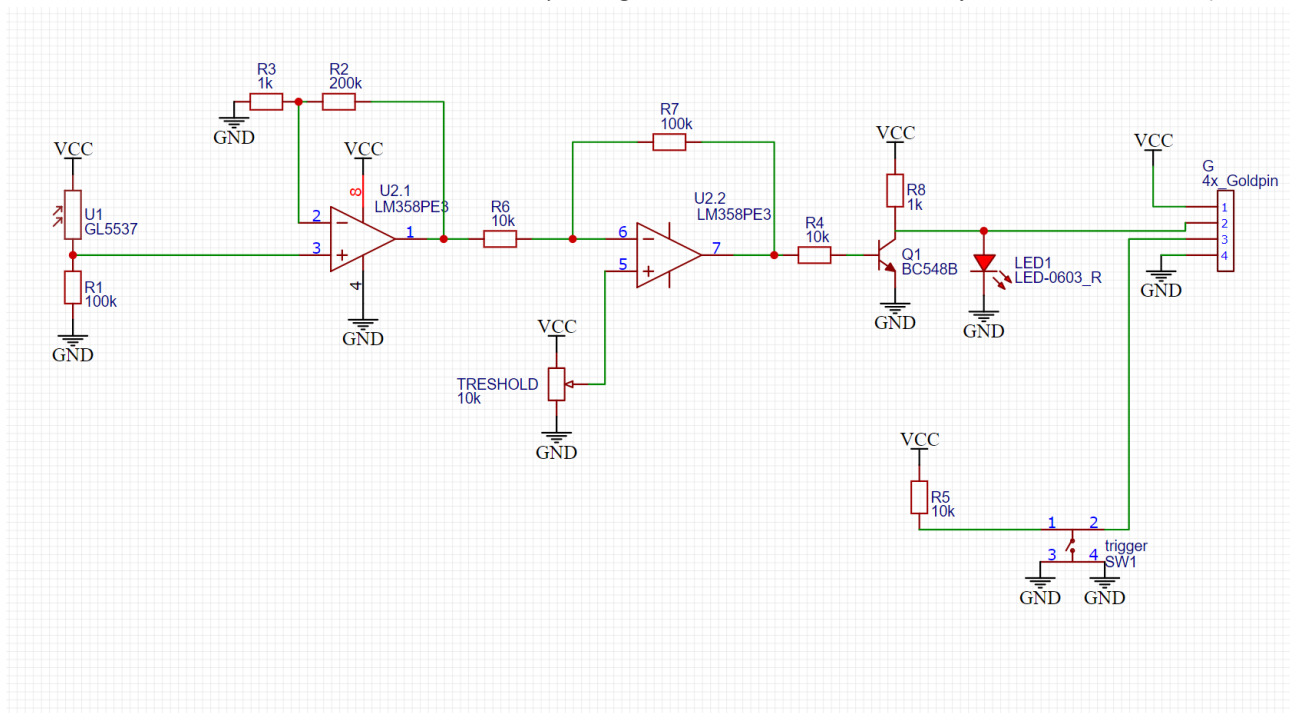 R3
1k
R2
200k
GND
VCC
U1
GL5537
R1
100k
GND
VCC
8
U2.1
LM358PE3
2
3
1
4
GND
R6
10k
R7
100k
U2.2
LM358PE3
6
5
7
VCC
TRESHOLD
10k
GND
R4
10k
VCC
R8
1k
Q1
BC548B
GND
LED1
LED-0603_R
GND
VCC
G
4x_Goldpin
1
2
3
4
GND
VCC
R5
10k
1
2
3
4
trigger
SW1
GND
GND